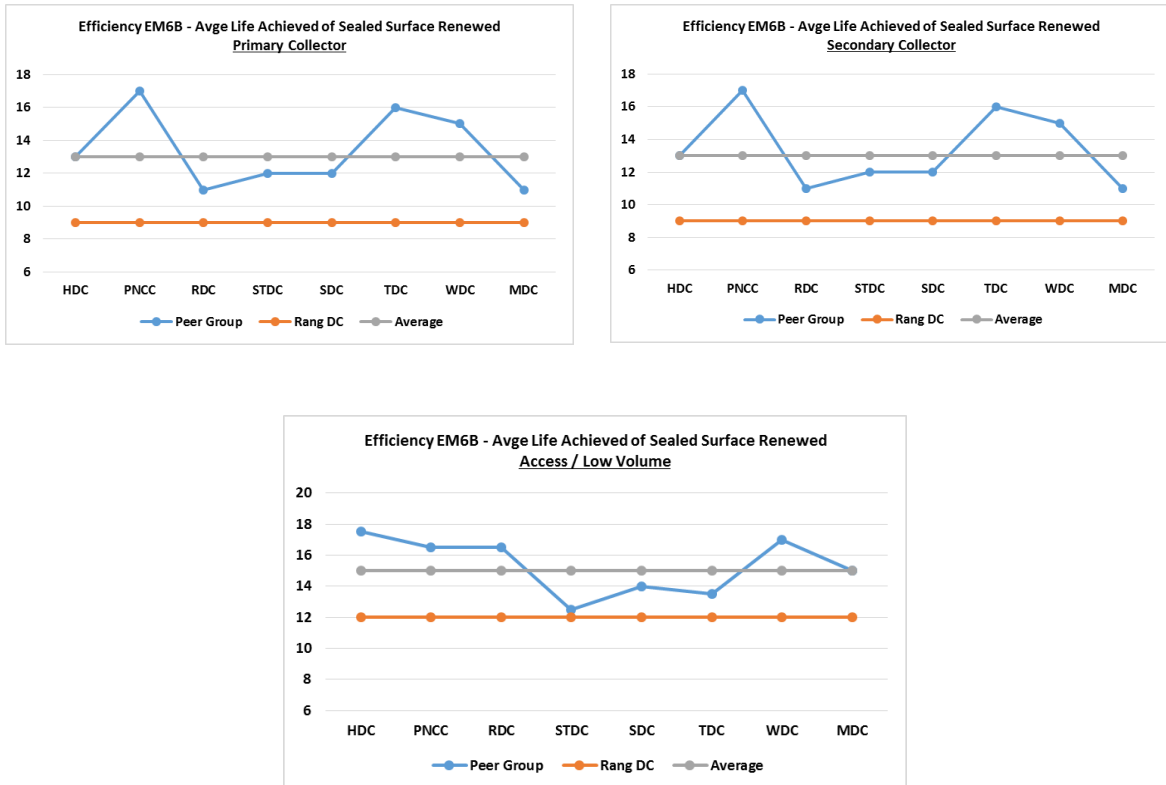 Efficiency EM6B - Avge Life Achieved of Sealed Surface Renewed
Primary Collector
18
16
14
12
10
8
6
HDC PNCC RDC STDC SDC TDC WDC MDC
Peer Group Rang DC Average
Efficiency EM6B - Avge Life Achieved of Sealed Surface Renewed
Secondary Collector
18
16
14
12
10
8
6
HDC PNCC RDC STDC SDC TDC WDC MDC
Peer Group Rang DC Average
Efficiency EM6B - Avge Life Achieved of Sealed Surface Renewed
Access / Low Volume
20
18
16
14
12
10
8
6
HDC PNCC RDC STDC SDC TDC WDC MDC
Peer Group Rang DC Average